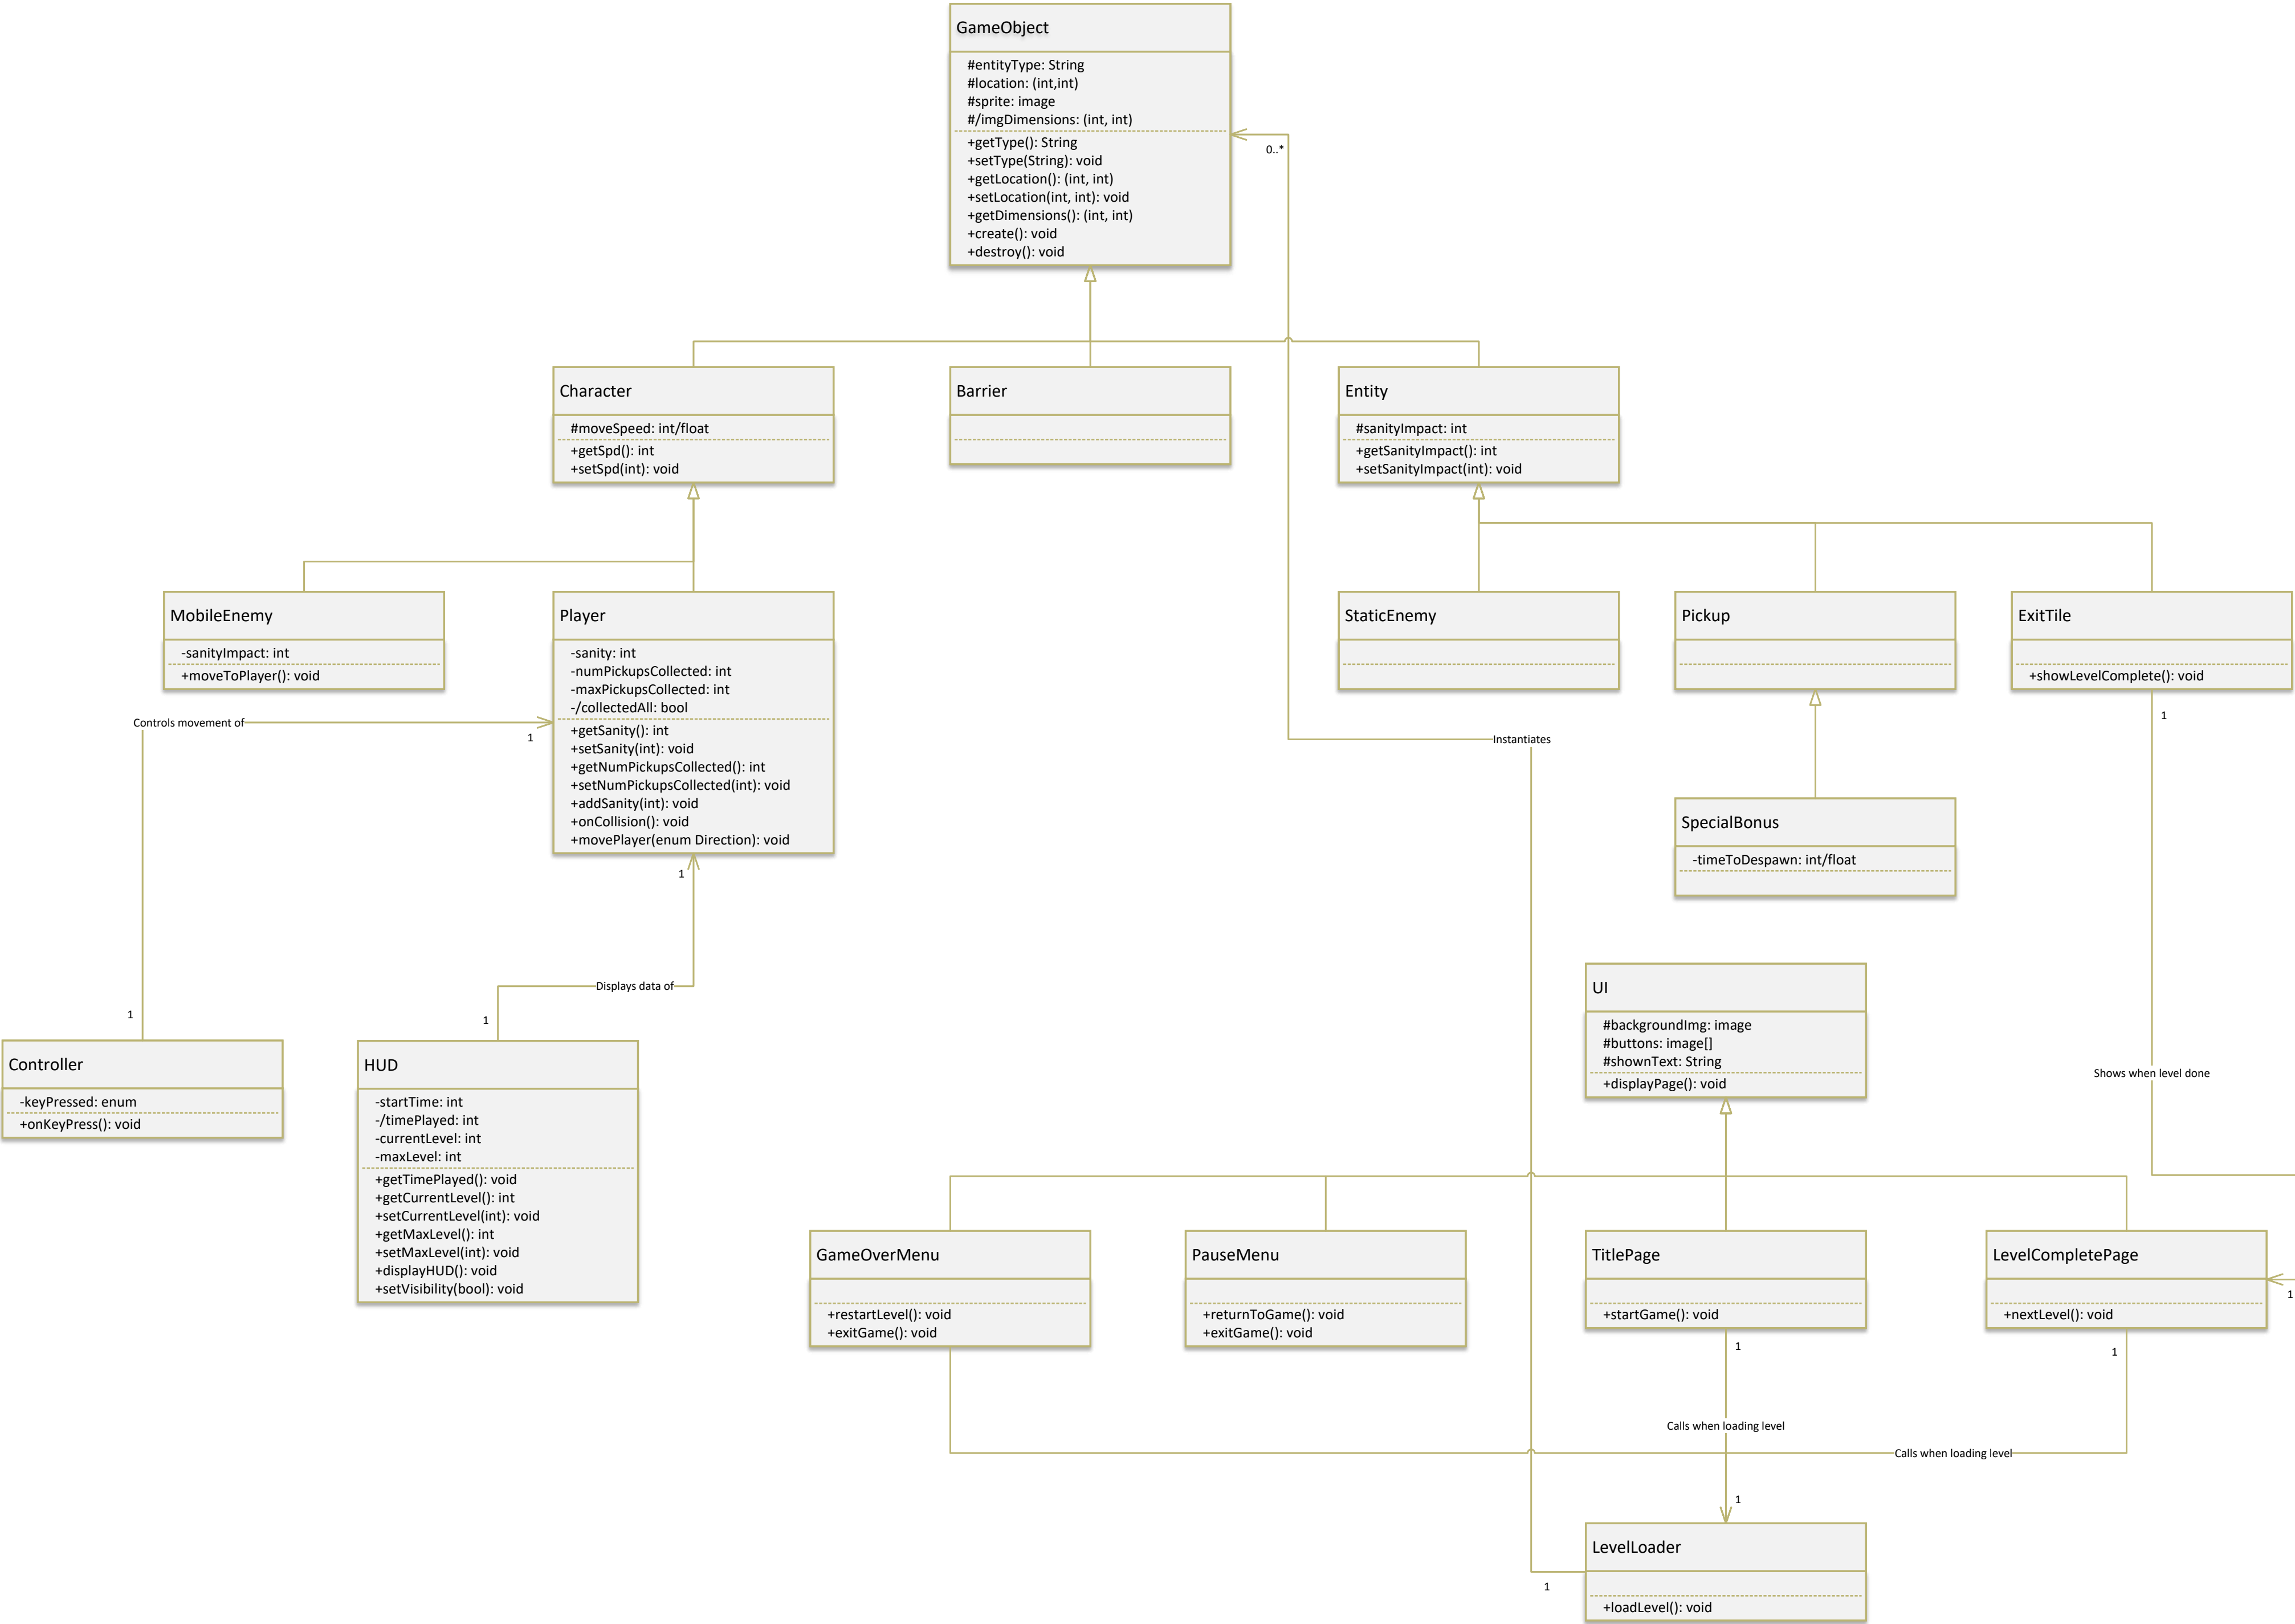 GameObject
#entityType: String
#location: (int,int)
#sprite: image
#/imgDimensions: (int, int)
+getType(): String
+setType(String): void
+getLocation(): (int, int)
+setLocation(int, int): void
+getDimensions(): (int, int)
+create(): void
+destroy(): void
0..*
Character
#moveSpeed: int/float
+getSpd(): int
+setSpd(int): void
Barrier
Entity
#sanityImpact: int
+getSanityImpact(): int
+setSanityImpact(int): void
MobileEnemy
-sanityImpact: int
+moveToPlayer(): void
Player
-sanity: int
-numPickupsCollected: int
-maxPickupsCollected: int
-/collectedAll: bool
+getSanity(): int
+setSanity(int): void
+getNumPickupsCollected(): int
+setNumPickupsCollected(int): void
+addSanity(int): void
+onCollision(): void
+movePlayer(enum Direction): void
StaticEnemy
Pickup
ExitTile
+showLevelComplete(): void
1
Controls movement of
1
Instantiates
SpecialBonus
-timeToDespawn: int/float
1
Displays data of
1
1
UI
#backgroundImg: image
#buttons: image[]
#shownText: String
+displayPage(): void
Shows when level done
Controller
-keyPressed: enum
+onKeyPress(): void
HUD
-startTime: int
-/timePlayed: int
-currentLevel: int
-maxLevel: int
+getTimePlayed(): void
+getCurrentLevel(): int
+setCurrentLevel(int): void
+getMaxLevel(): int
+setMaxLevel(int): void
+displayHUD(): void
+setVisibility(bool): void
GameOverMenu
+restartLevel(): void
+exitGame(): void
PauseMenu
+returnToGame(): void
+exitGame(): void
TitlePage
+startGame(): void
LevelCompletePage
+nextLevel(): void
1
1
1
Calls when loading level
Calls when loading level
1
LevelLoader
+loadLevel(): void
1